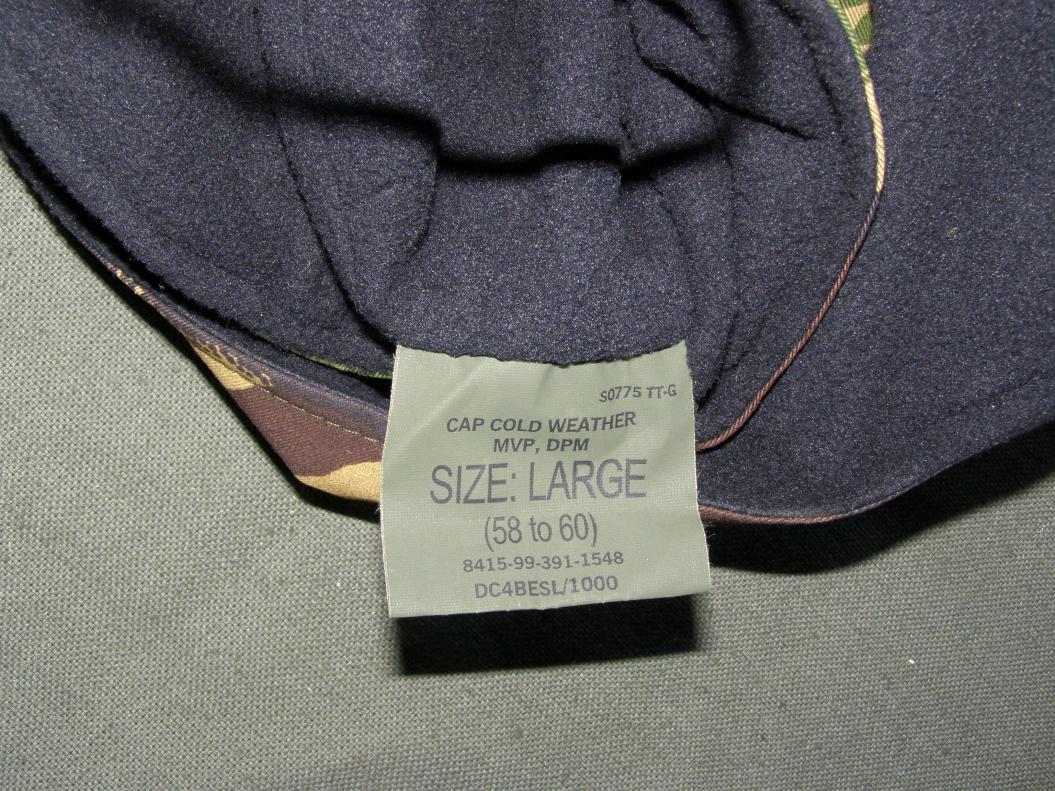 S0775 TT-G
CAP COLD WEATHER
MVP, DPM
SIZE: LARGE
(58 to 60)
8415-99-391-1548
DC4BESL/1000